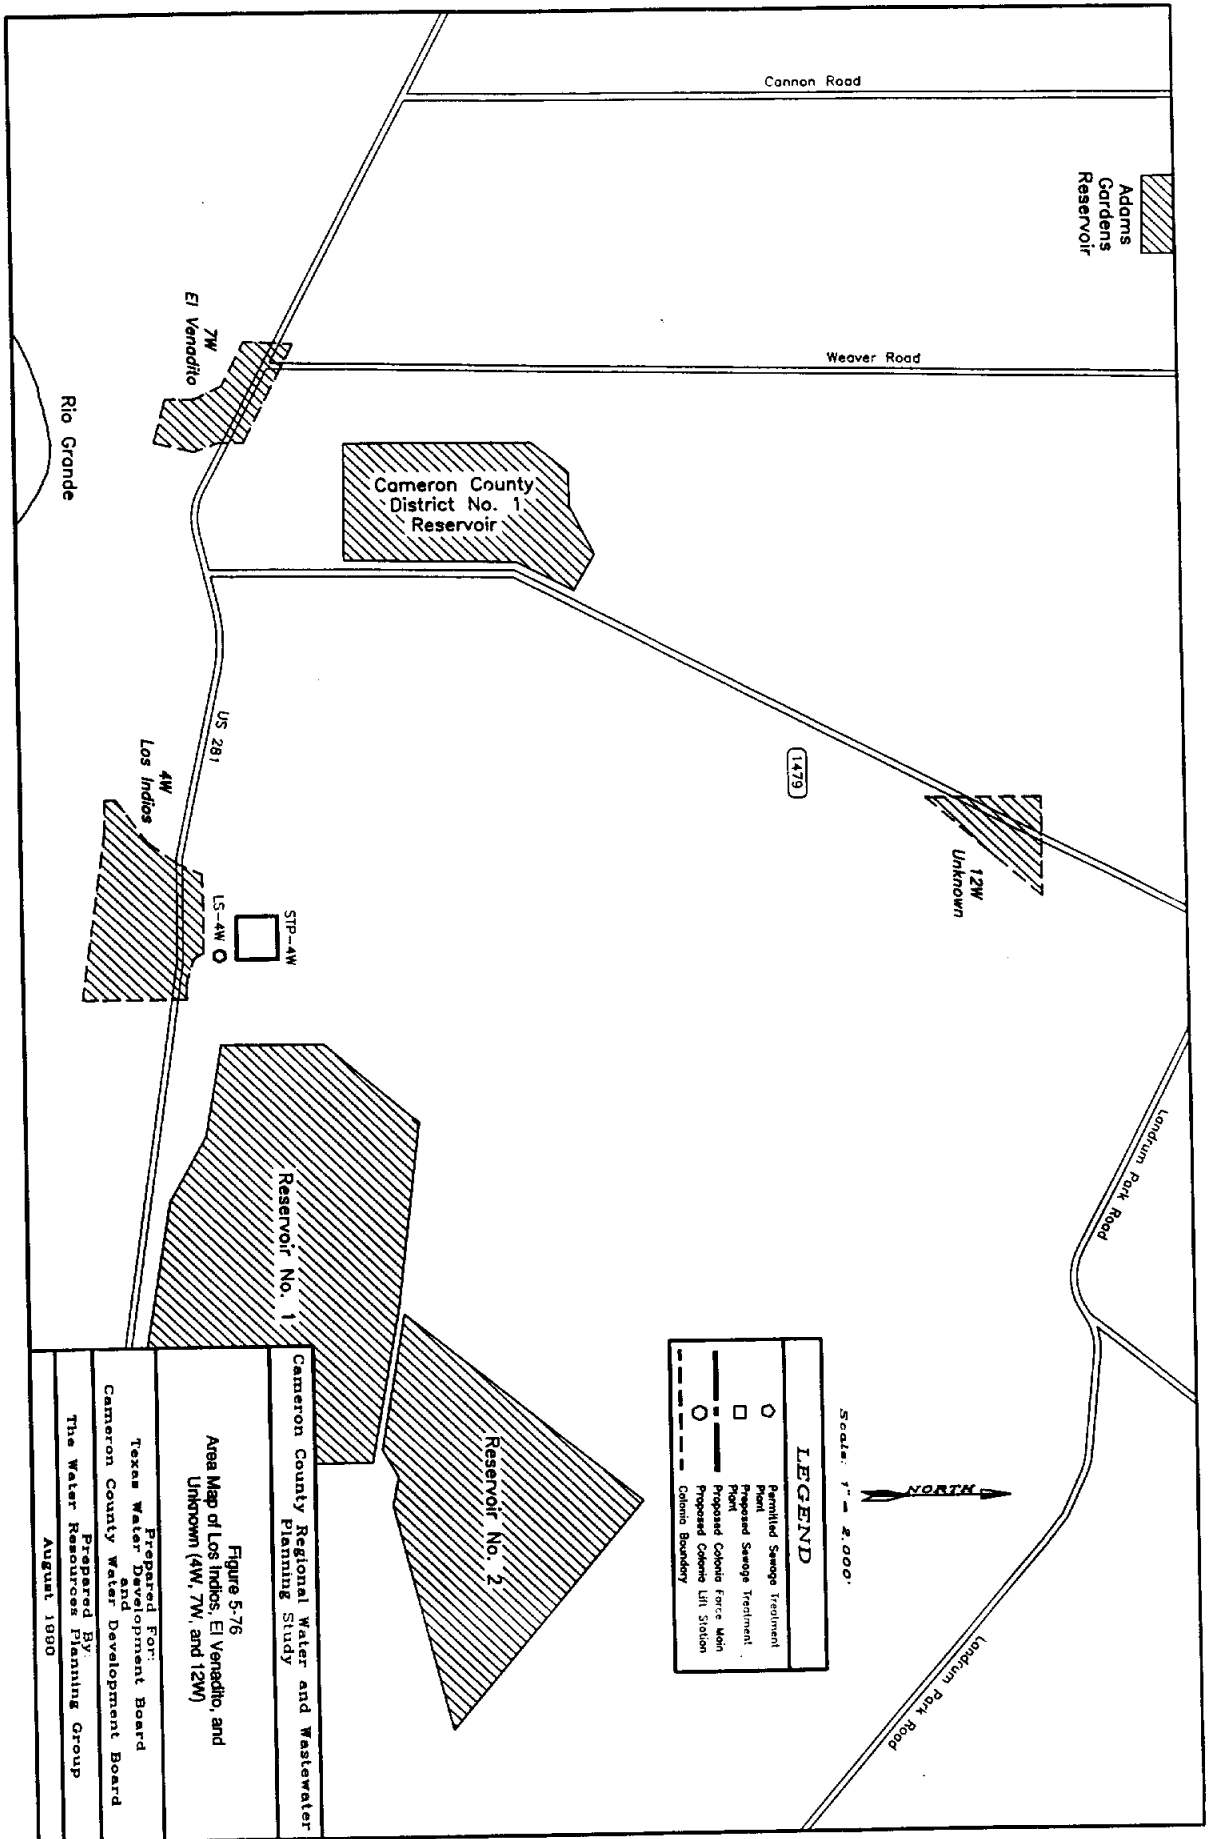 Cannon Road
Adams
Gardens
Reservoir
Weaver Road
7W
El Venadito
Rio Grande
Cameron County
District No. 1
Reservoir
US 281
4W
Los Indios
1479
12W
Unknown
STP-4W
LS-4W
Landrum Park Road
Reservoir No. 1
Reservoir No. 2
Landrum Park Road
NORTH
Scale: 1" = 2,000'
LEGEND
Permitted Sewage Treatment
Plant
Proposed Sewage Treatment
Plant
Proposed Colonia Force Main
Proposed Colonia Lift Station
Colonia Boundary
Cameron County Regional Water and Wastewater
Planning Study
Figure 5-76
Area Map of Los Indios, El Venadito, and
Unknown (4W, 7W, and 12W)
Prepared For:
Texas Water Development Board
and
Cameron County Water Development Board
Prepared By:
The Water Resources Planning Group
August 1990